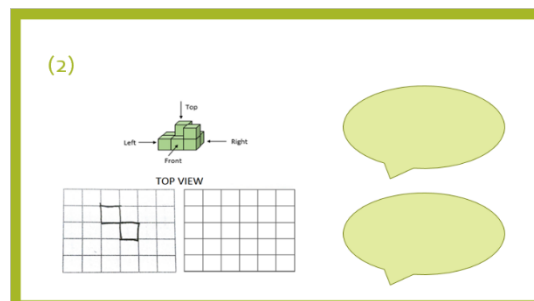 (2)
Top
Left
Right
Front
TOP VIEW